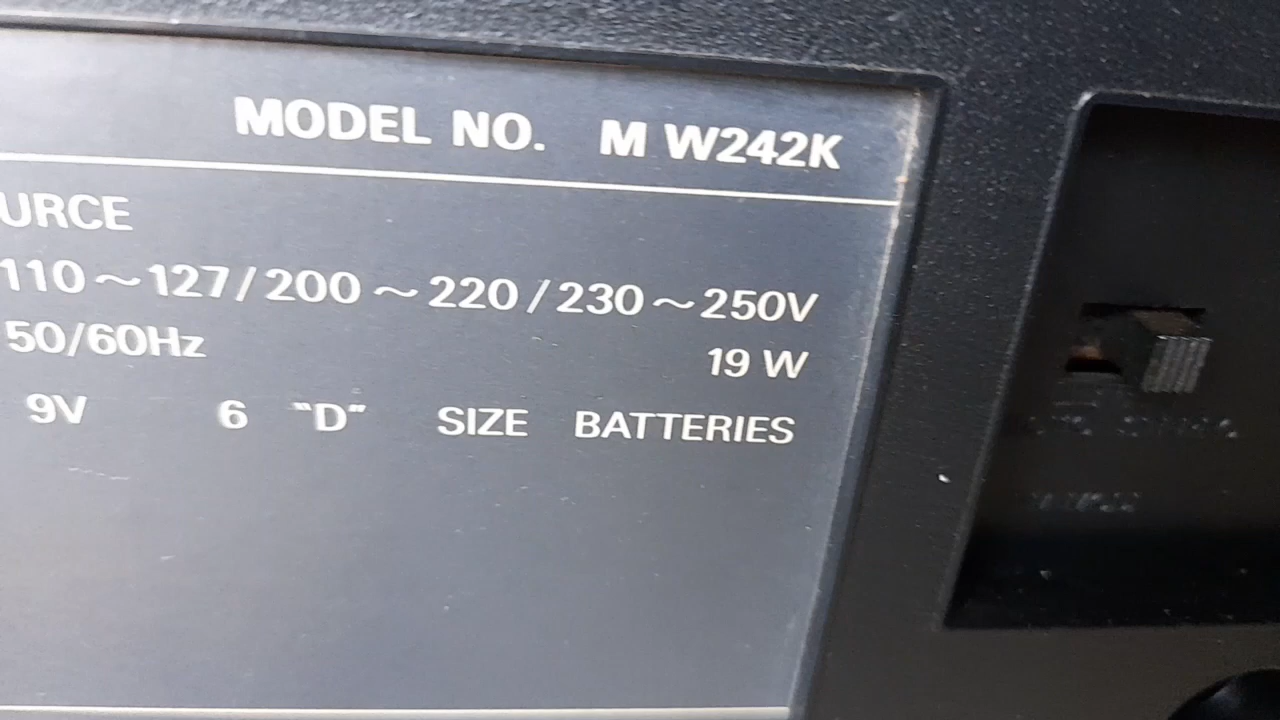 MODEL NO. M W242K
URCE
110～127/200～220/230～250V
50/60Hz 19 W
9V 6 "D" SIZE BATTERIES